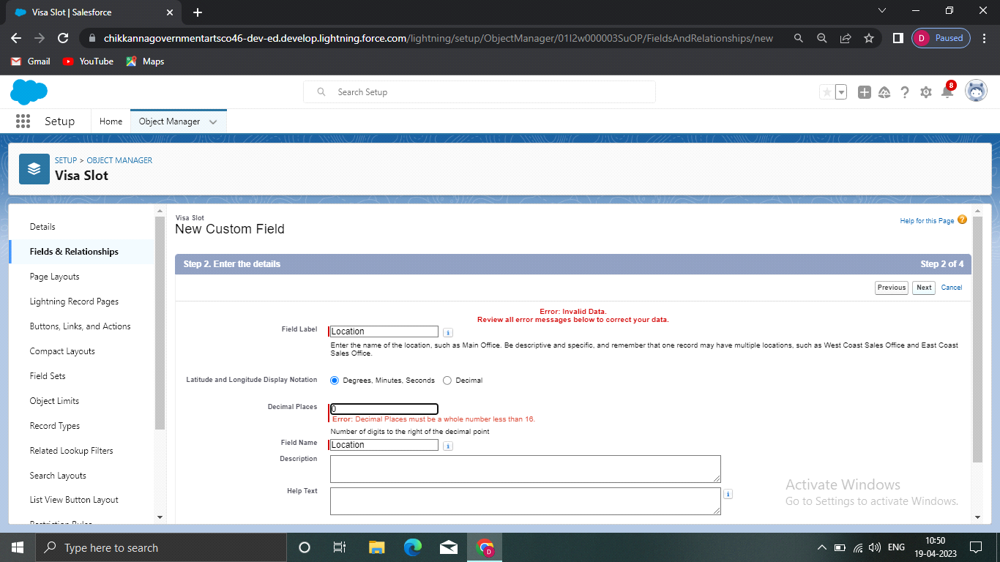 Visa Slot | Salesforce
chikkannagovernmentartsco46-dev-ed.develop.lightning.force.com/lightning/setup/ObjectManager/01I2w000003SuOP/FieldsAndRelationships/new
D Paused
Gmail YouTube Maps
Search Setup
8
Setup Home Object Manager
SETUP > OBJECT MANAGER
Visa Slot
Details
Fields & Relationships
Page Layouts
Lightning Record Pages
Buttons, Links, and Actions
Compact Layouts
Field Sets
Object Limits
Record Types
Related Lookup Filters
Search Layouts
List View Button Layout
Restriction Rules
Visa Slot
New Custom Field
Help for this Page
Step 2. Enter the details Step 2 of 4
Previous Next Cancel
Error: Invalid Data.
Review all error messages below to correct your data.
Field Label Location
Enter the name of the location, such as Main Office. Be descriptive and specific, and remember that one record may have multiple locations, such as West Coast Sales Office and East Coast
Sales Office.
Latitude and Longitude Display Notation Degrees, Minutes, Seconds Decimal
Decimal Places 0
Error: Decimal Places must be a whole number less than 16.
Number of digits to the right of the decimal point
Field Name Location
Description
Help Text
Activate Windows
Go to Settings to activate Windows.
Type here to search
D
ENG
10:50
19-04-2023